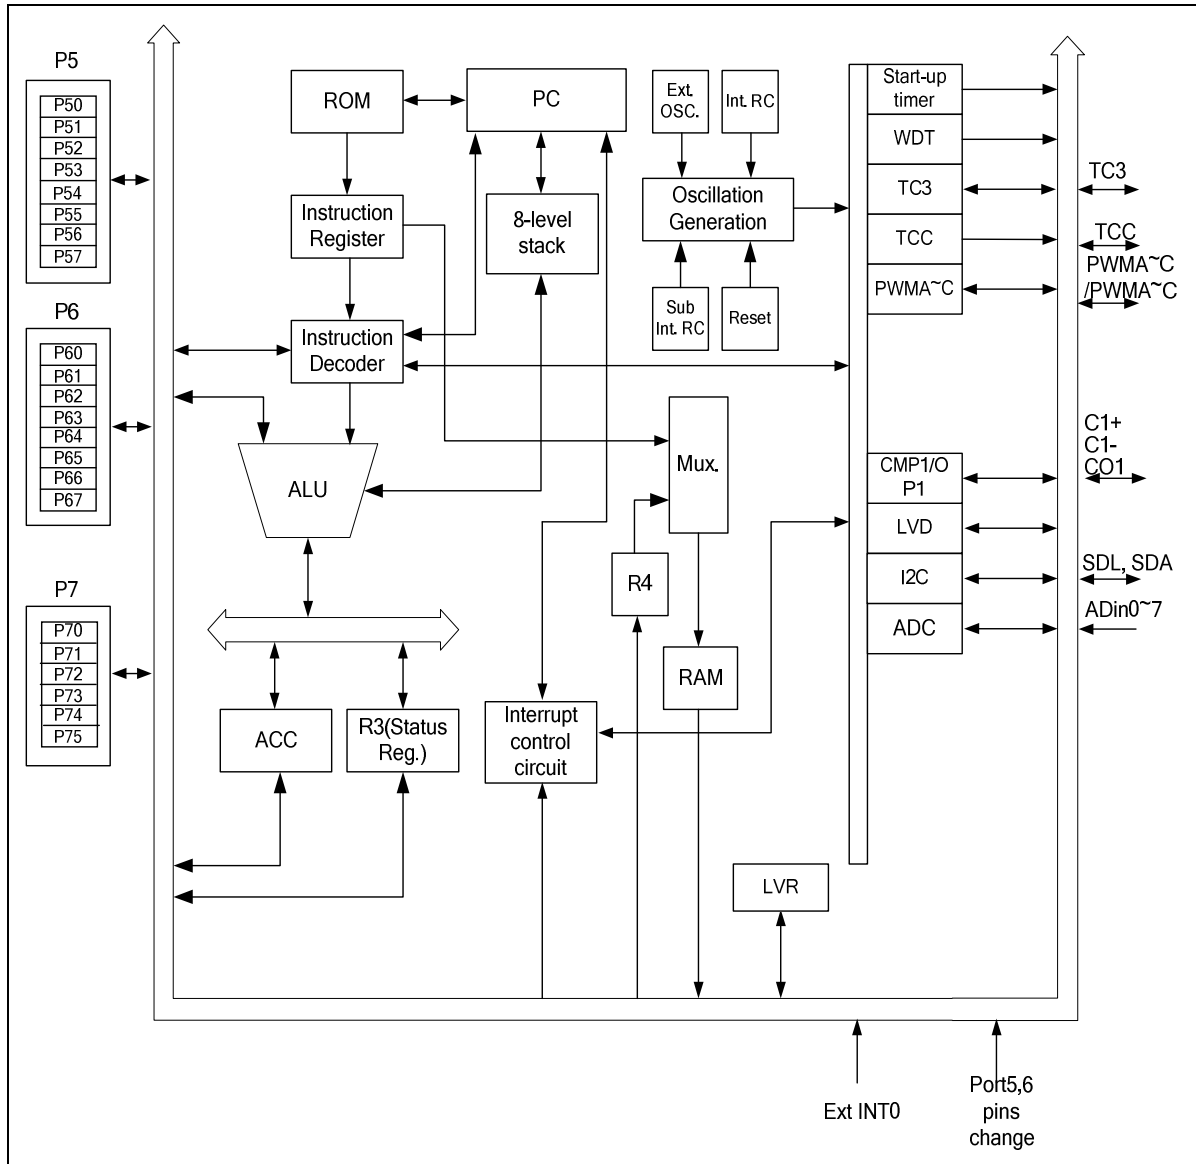 P5
P50
P51
P52
P53
P54
P55
P56
P57
P6
P60
P61
P62
P63
P64
P65
P66
P67
P7
P70
P71
P72
P73
P74
P75
ROM
PC
Instruction
Register
8-level
stack
Instruction
Decoder
ALU
ACC
R3(Status
Reg.)
Interrupt
control
circuit
Ext.
OSC.
Int. RC
Oscillation
Generation
Sub
Int. RC
Reset
Mux.
R4
RAM
LVR
Start-up
timer
WDT
TC3
TCC
PWMA~C
CMP1/O
P1
LVD
I2C
ADC
TC3
TCC
PWMA~C
/PWMA~C
C1+
C1-
CO1
SDL, SDA
ADin0~7
Ext INT0
Port5,6
pins
change